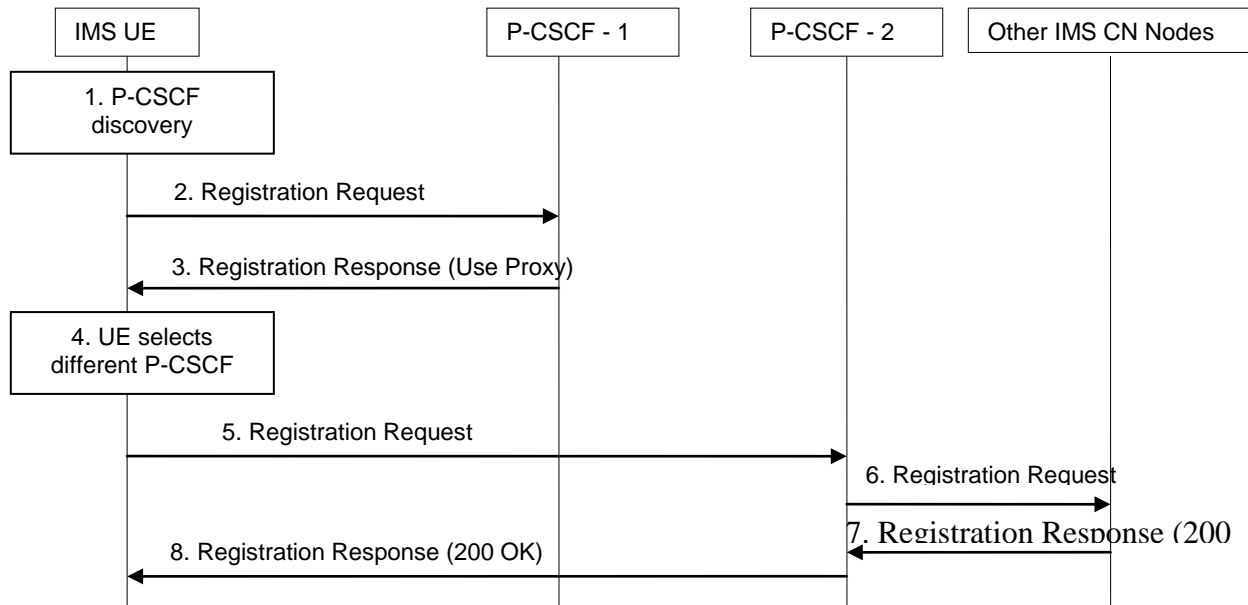 IMS UE
P-CSCF - 1
P-CSCF - 2
Other IMS CN Nodes
1. P-CSCF
discovery
2. Registration Request
3. Registration Response (Use Proxy)
4. UE selects
different P-CSCF
5. Registration Request
6. Registration Request
7. Registration Response (200
8. Registration Response (200 OK)